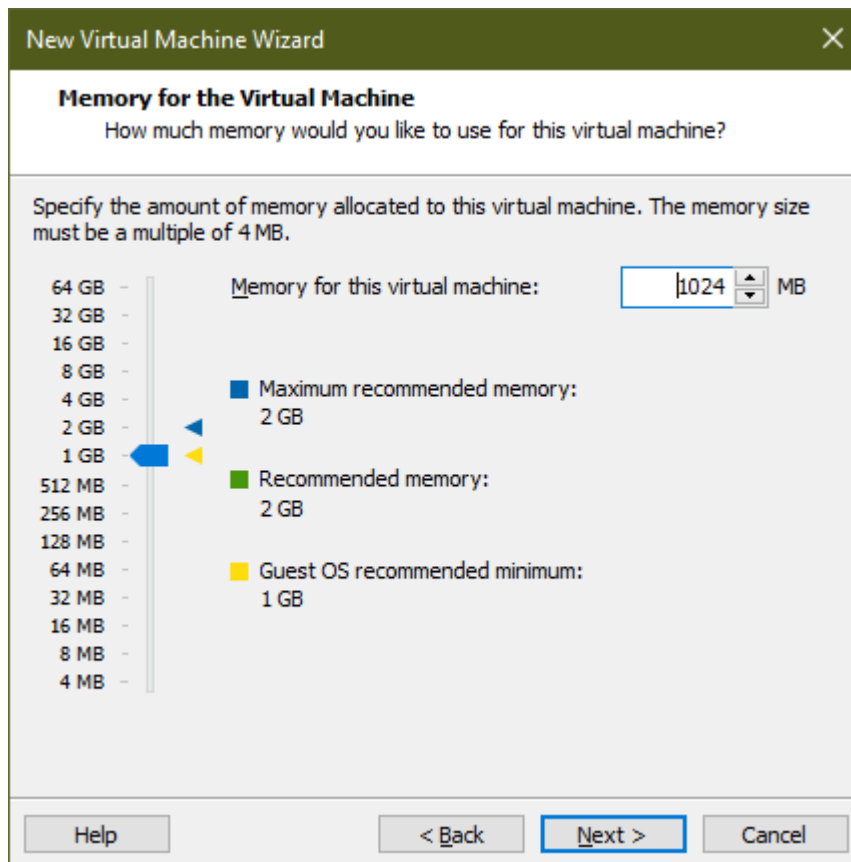 New Virtual Machine Wizard
Memory for the Virtual Machine
How much memory would you like to use for this virtual machine?
Specify the amount of memory allocated to this virtual machine. The memory size
must be a multiple of 4 MB.
Memory for this virtual machine: 1024 MB
64 GB
32 GB
16 GB
8 GB
4 GB
2 GB
1 GB
512 MB
256 MB
128 MB
64 MB
32 MB
16 MB
8 MB
4 MB
Maximum recommended memory:
2 GB
Recommended memory:
2 GB
Guest OS recommended minimum:
1 GB
Help
< Back
Next >
Cancel